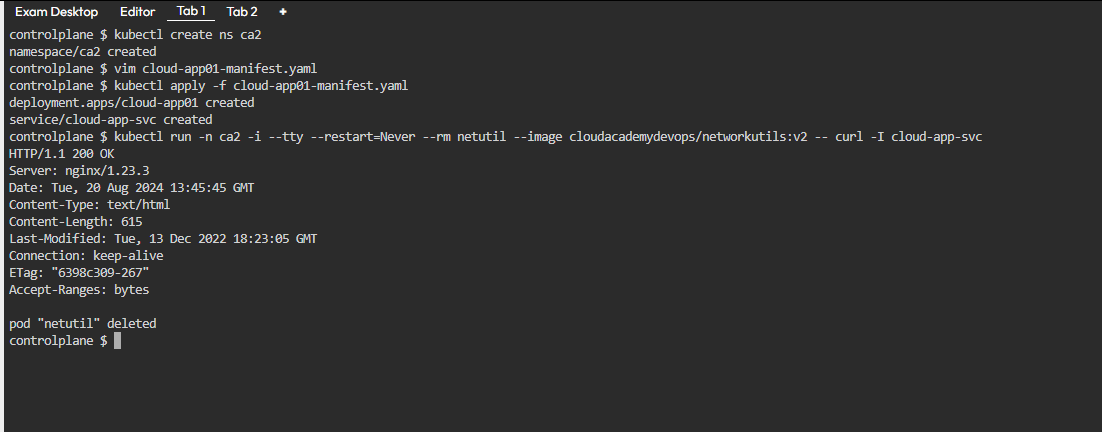 Exam Desktop Editor Tab 1 Tab 2 +
controlplane $ kubectl create ns ca2
namespace/ca2 created
controlplane $ vim cloud-app01-manifest.yaml
controlplane $ kubectl apply -f cloud-app01-manifest.yaml
deployment.apps/cloud-app01 created
service/cloud-app-svc created
controlplane $ kubectl run -n ca2 -i --tty --restart=Never --rm netutil --image cloudacademydevops/networkutils:v2 -- curl -I cloud-app-svc
HTTP/1.1 200 OK
Server: nginx/1.23.3
Date: Tue, 20 Aug 2024 13:45:45 GMT
Content-Type: text/html
Content-Length: 615
Last-Modified: Tue, 13 Dec 2022 18:23:05 GMT
Connection: keep-alive
ETag: "6398c309-267"
Accept-Ranges: bytes
pod "netutil" deleted
controlplane $